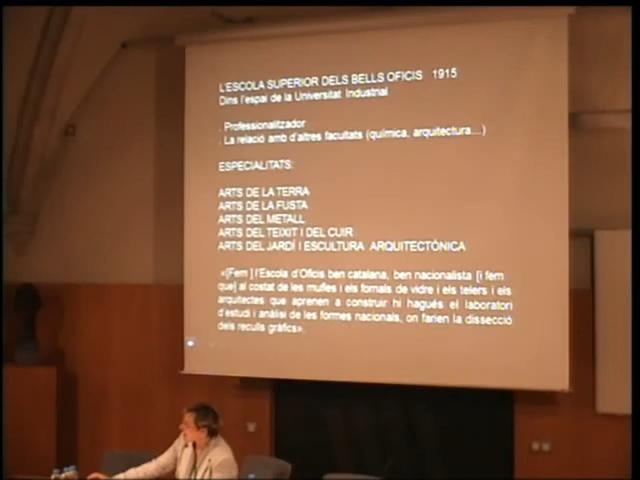 L'ESCOLA SUPERIOR DELS BELLS OFICIS 1915
Dins l'espai de la Universitat Industrial
. Professionalitzador
. La relació amb d'altres facultats (química, arquitectura...)
ESPECIALITATS:
ARTS DE LA TERRA
ARTS DE LA FUSTA
ARTS DEL METALL
ARTS DEL TEIXIT I DEL CUIR
ARTS DEL JARDÍ I ESCULTURA ARQUITECTÒNICA
«[Fem ] l'Escola d'Oficis ben catalana, ben nacionalista [i fem
que] al costat de les mufles i els fornals de vidre i els telers i els
arquitectes que aprenen a construir hi hagués el laboratori
d'estudi i anàlisi de les formes nacionals, on farien la dissecció
dels reculls gràfics».